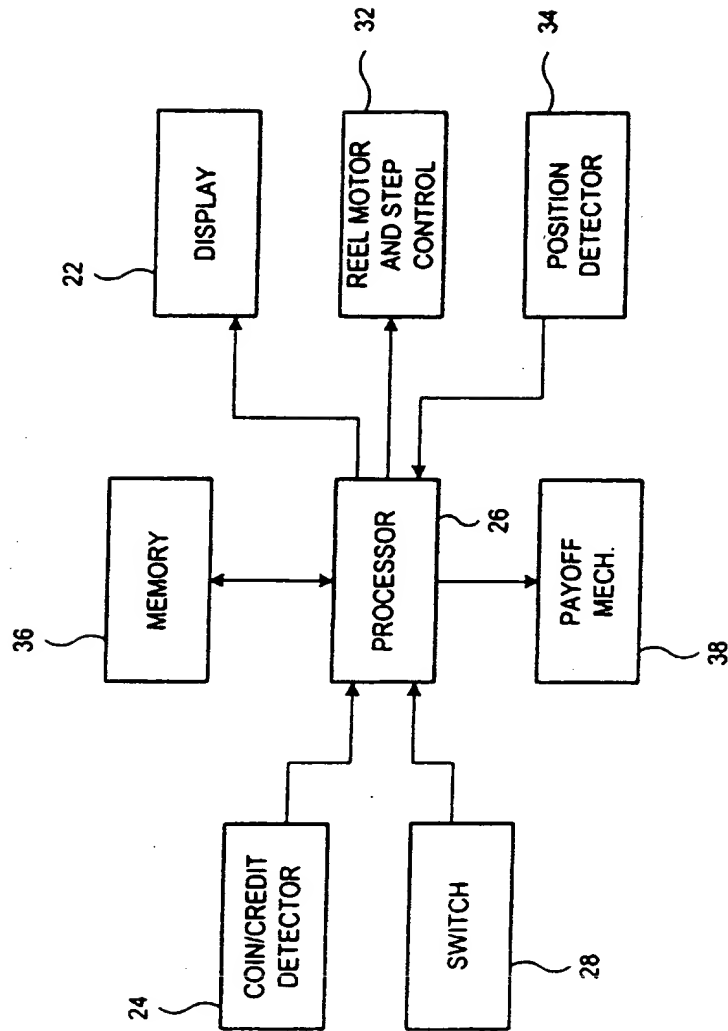 24
COIN/CREDIT
DETECTOR
28
SWITCH
36
MEMORY
26
PROCESSOR
38
PAYOFF
MECH.
22
DISPLAY
32
REEL MOTOR
AND STEP
CONTROL
34
POSITION
DETECTOR